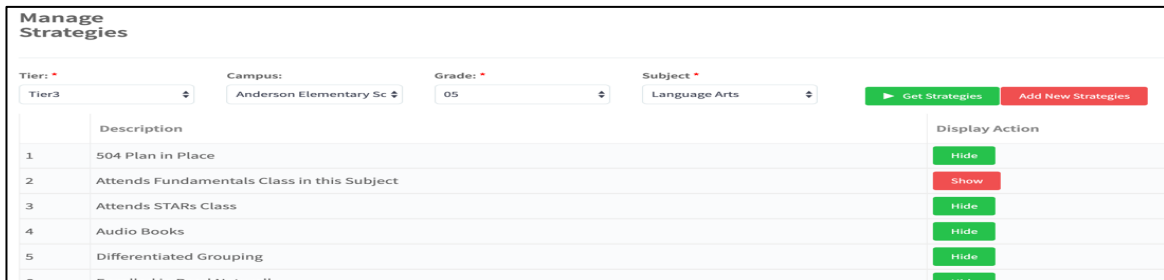 Manage
Strategies
Tier: * Campus: Grade: * Subject *
Tier3 Anderson Elementary Sc 05 Language Arts Get Strategies Add New Strategies
Description Display Action
1 504 Plan in Place Hide
2 Attends Fundamentals Class in this Subject Show
3 Attends STARs Class Hide
4 Audio Books Hide
5 Differentiated Grouping Hide